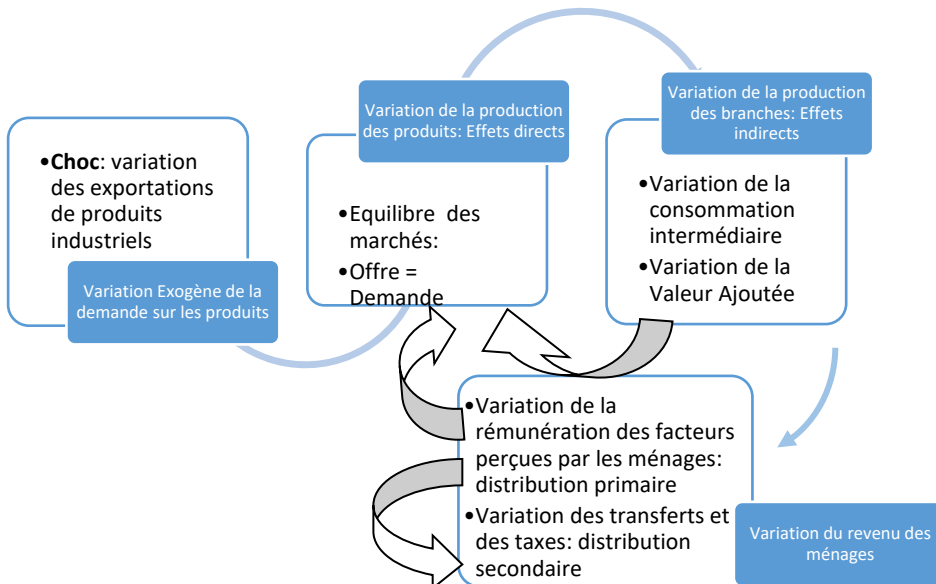 •Choc: variation
des exportations
de produits
industriels
Variation Exogène de la
demande sur les produits
Variation de la production
des produits: Effets directs
•Equilibre des
marchés:
•Offre =
Demande
Variation de la production
des branches: Effets
indirects
•Variation de la
consommation
intermédiaire
•Variation de la
Valeur Ajoutée
•Variation de la
rémunération des facteurs
perçues par les ménages:
distribution primaire
•Variation des transferts et
des taxes: distribution
secondaire
Variation du revenu des
ménages